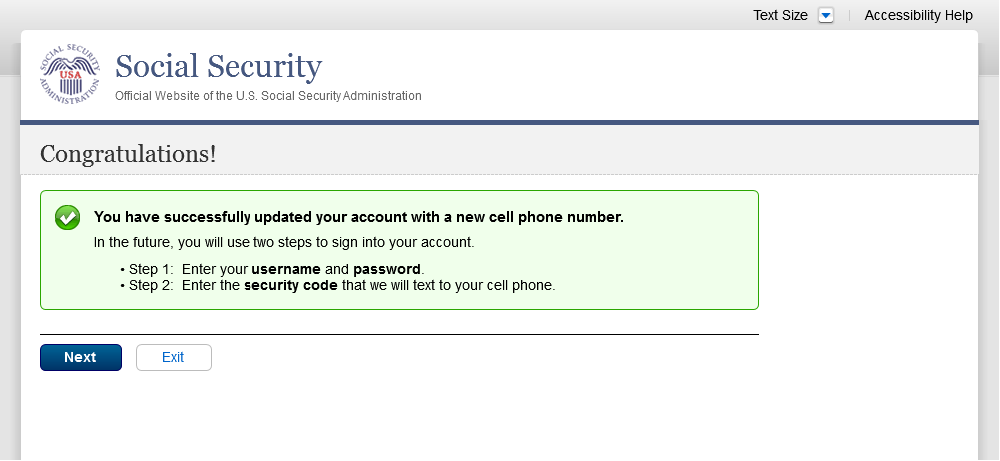 Text Size
Accessibility Help
SOCIAL SECURITY ADMINISTRATION
USA
Social Security
Official Website of the U.S. Social Security Administration
Congratulations!
You have successfully updated your account with a new cell phone number.
In the future, you will use two steps to sign into your account.
• Step 1: Enter your username and password.
• Step 2: Enter the security code that we will text to your cell phone.
Next
Exit